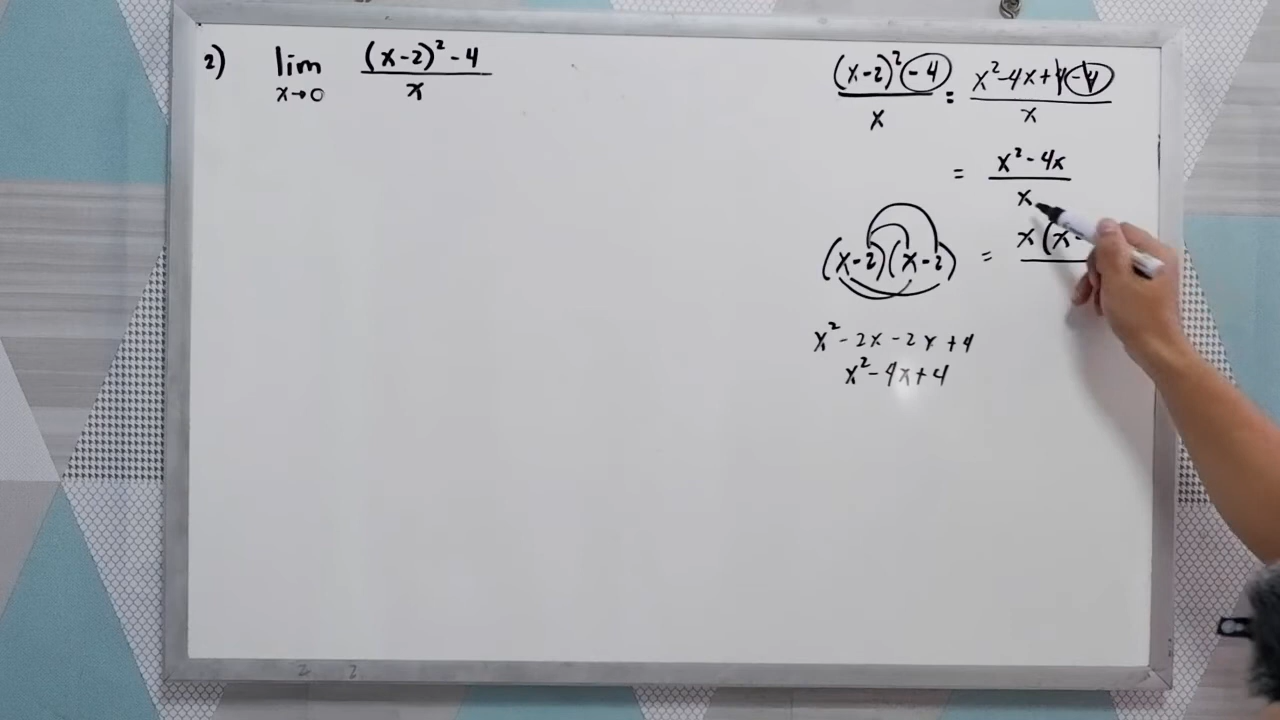 2) lim x→0 (x-2)² - 4 / x
(x-2)² - 4 / x = x² - 4x + 4 - 4 / x
= x² - 4x / x
(x-2)(x-2)
= x(x-
x² - 2x - 2x + 4
x² - 4x + 4